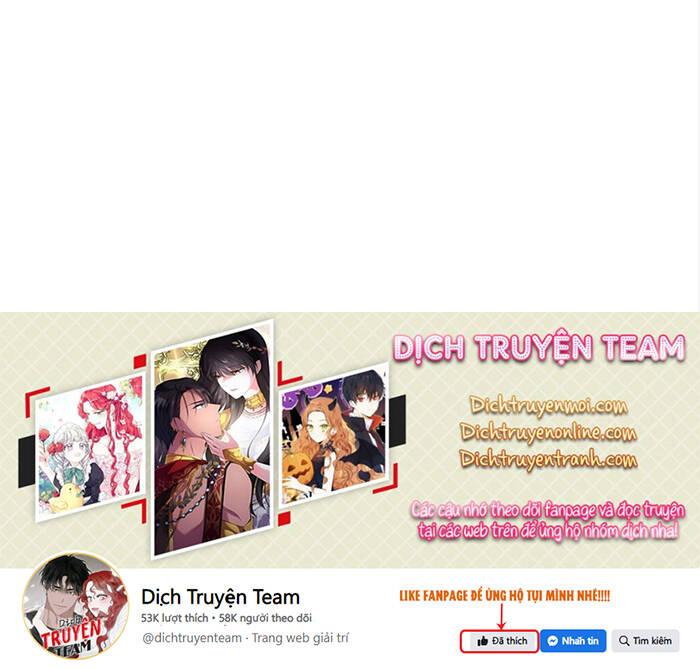 DỊCH TRUYỆN TEAM
Dichtruyenmoi.com
Dichtruyenonline.com
Dichtruyentranh.com
Các cậu nhớ theo dõi fanpage và đọc truyện
tại các web trên để ủng hộ nhóm dịch nha!
LIKE FANPAGE ĐỂ ỦNG HỘ TỤI MÌNH NHÉ!!!!
Dịch Truyện Team
53K lượt thích • 58K người theo dõi
@dichtruyenteam · Trang web giải trí
Đã thích
Nhắn tin
Tìm kiếm
Dịch
TRUYỆN
TEAM